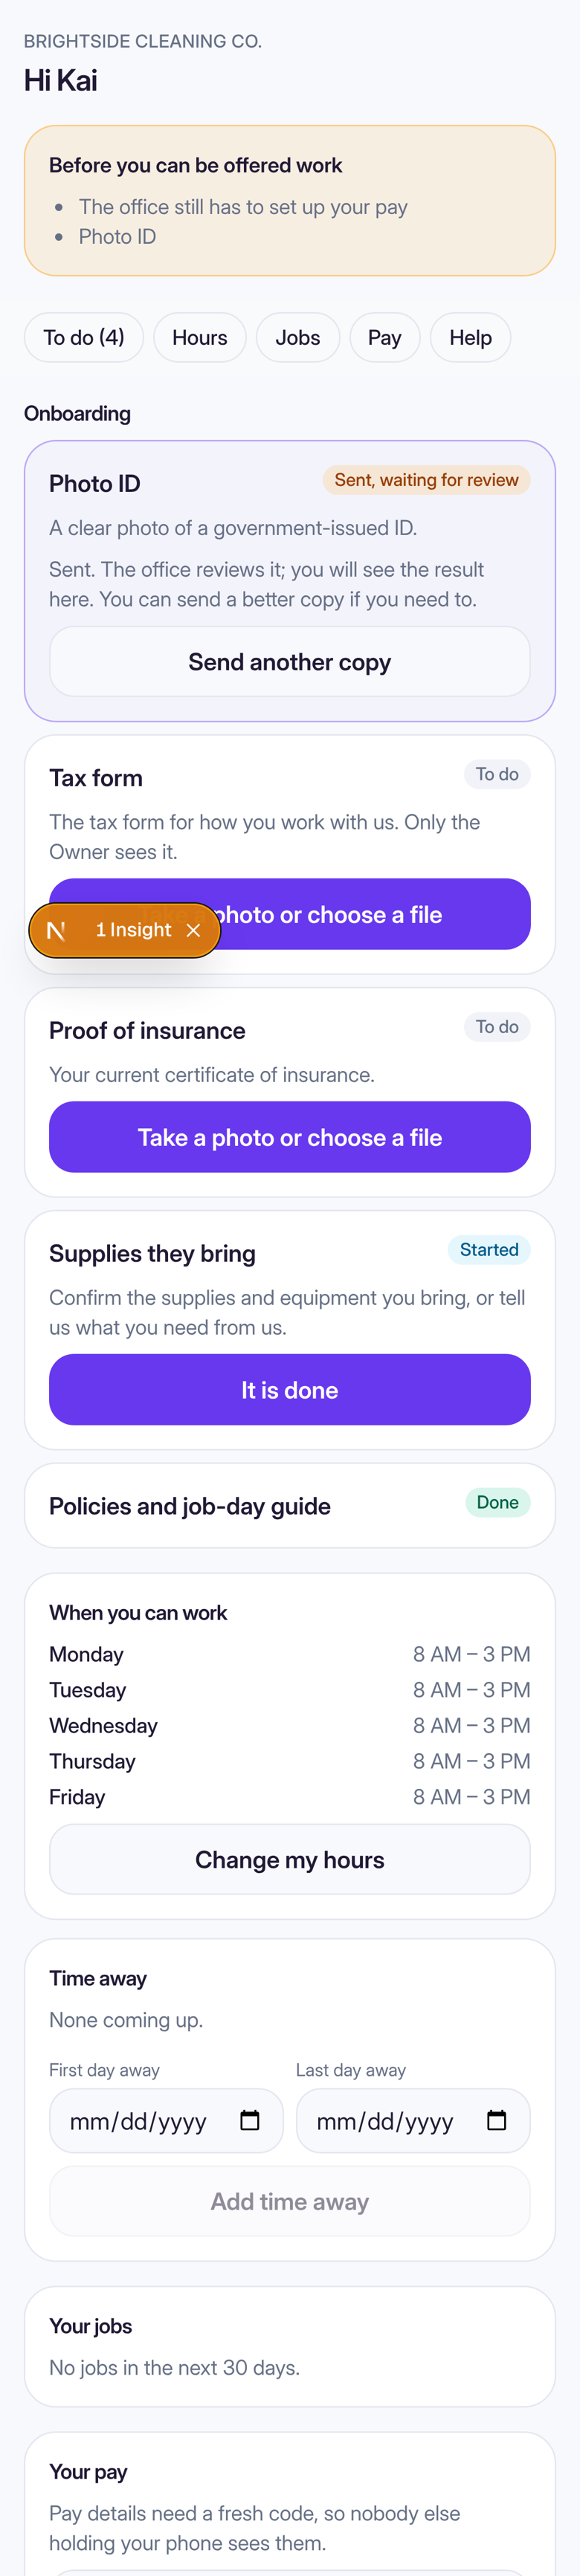 BRIGHTSIDE CLEANING CO.
Hi Kai
Before you can be offered work
• The office still has to set up your pay
• Photo ID
To do (4)
Hours
Jobs
Pay
Help
Onboarding
Photo ID
Sent, waiting for review
A clear photo of a government-issued ID.
Sent. The office reviews it; you will see the result
here. You can send a better copy if you need to.
Send another copy
Tax form
To do
The tax form for how you work with us. Only the
Owner sees it.
photo or choose a file
N
1 Insight
Proof of insurance
To do
Your current certificate of insurance.
Take a photo or choose a file
Supplies they bring
Started
Confirm the supplies and equipment you bring, or tell
us what you need from us.
It is done
Policies and job-day guide
Done
When you can work
Monday 8 AM – 3 PM
Tuesday 8 AM – 3 PM
Wednesday 8 AM – 3 PM
Thursday 8 AM – 3 PM
Friday 8 AM – 3 PM
Change my hours
Time away
None coming up.
First day away
Last day away
mm/dd/yyyy
mm/dd/yyyy
Add time away
Your jobs
No jobs in the next 30 days.
Your pay
Pay details need a fresh code, so nobody else
holding your phone sees them.